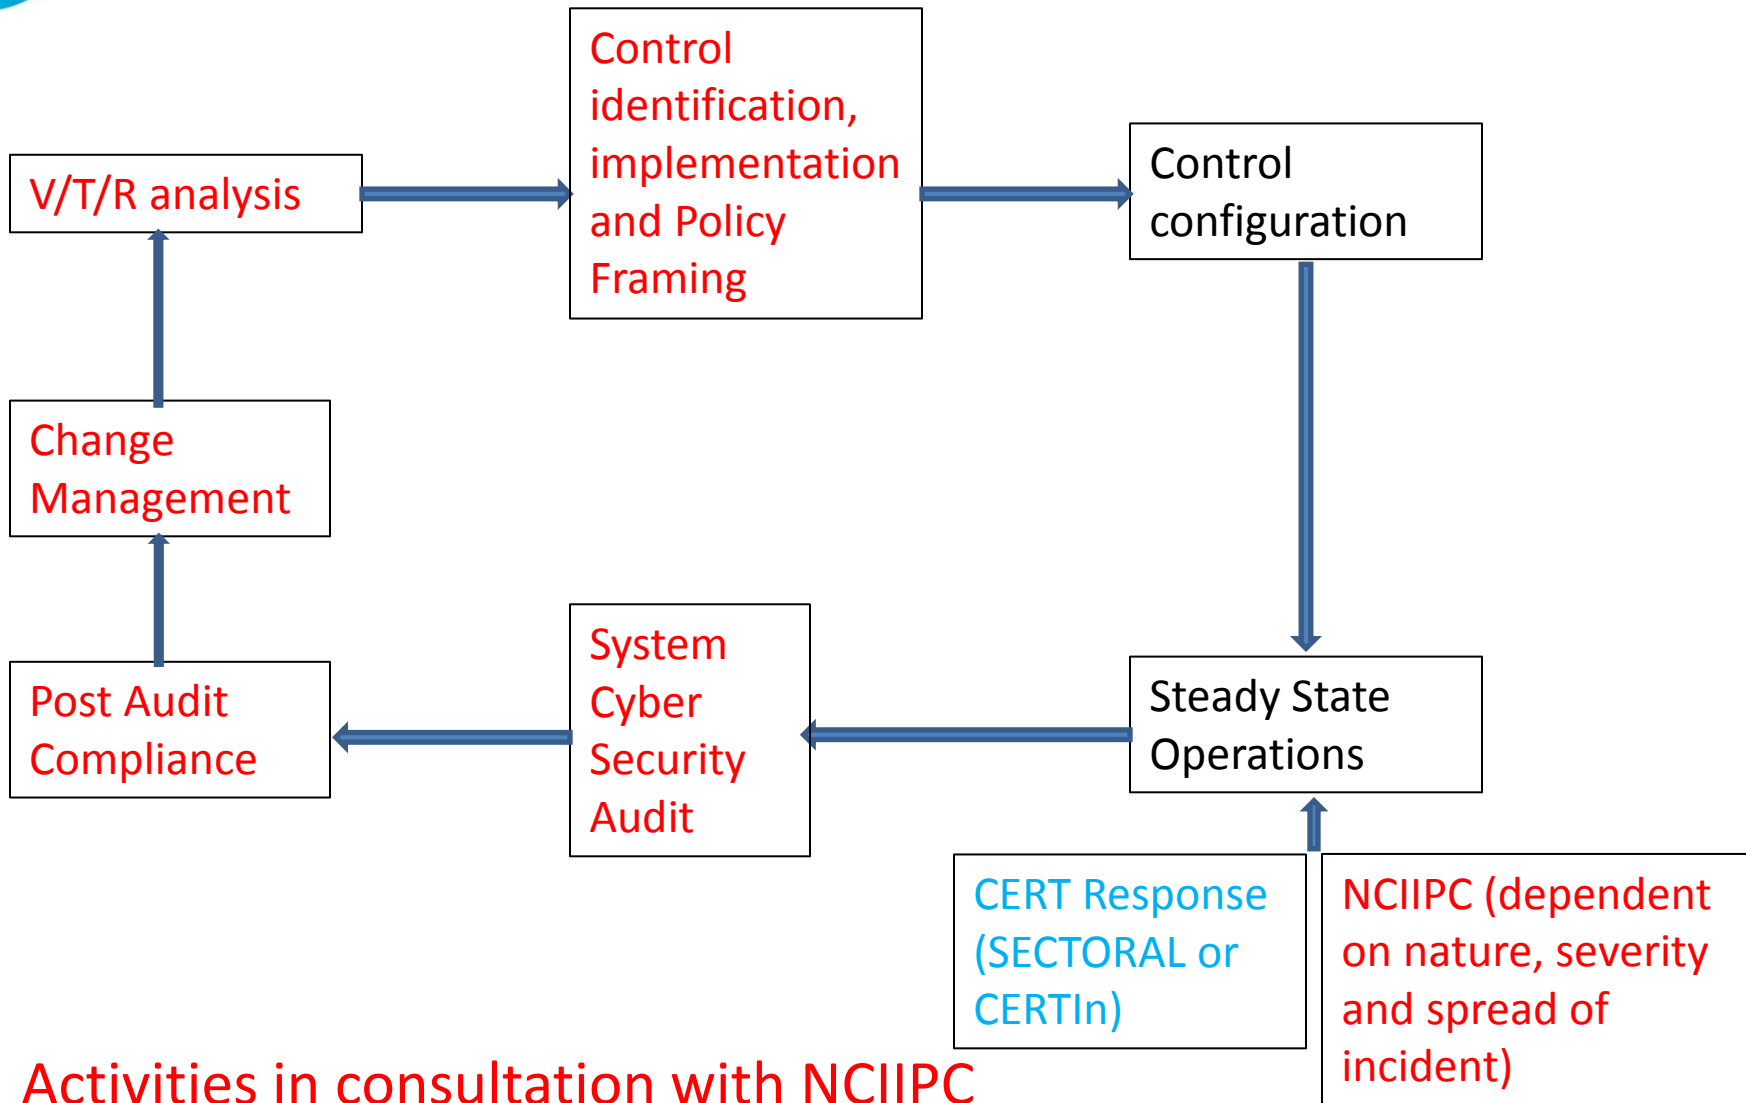 Control
identification,
implementation
and Policy
Framing
V/T/R analysis
Control
configuration
Change
Management
System
Cyber
Security
Audit
Post Audit
Compliance
Steady State
Operations
CERT Response
(SECTORAL or
CERTIn)
NCIIPC (dependent
on nature, severity
and spread of
incident)
Activities in consultation with NCIIPC